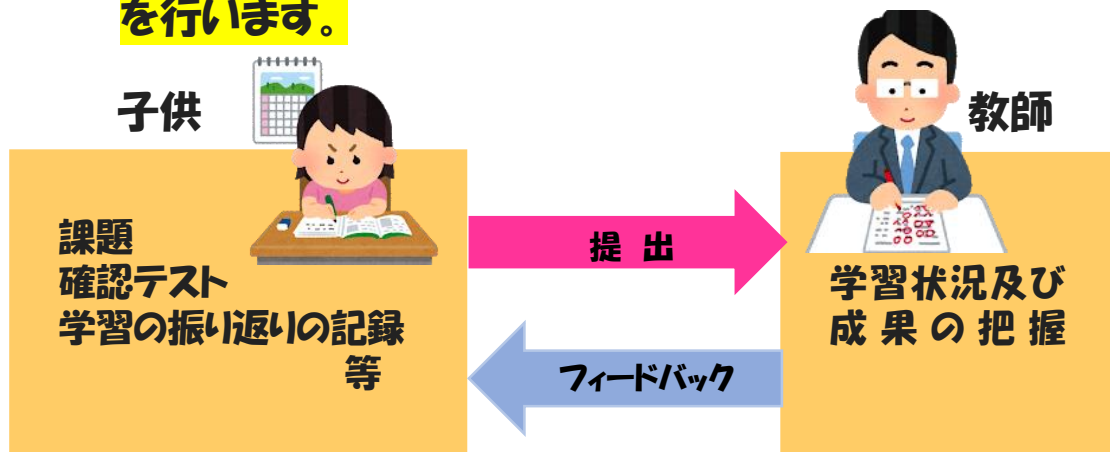 を行います。
子供
教師
課題
確認テスト
学習の振り返りの記録
等
提 出
フィードバック
学習状況及び
成 果 の 把 握